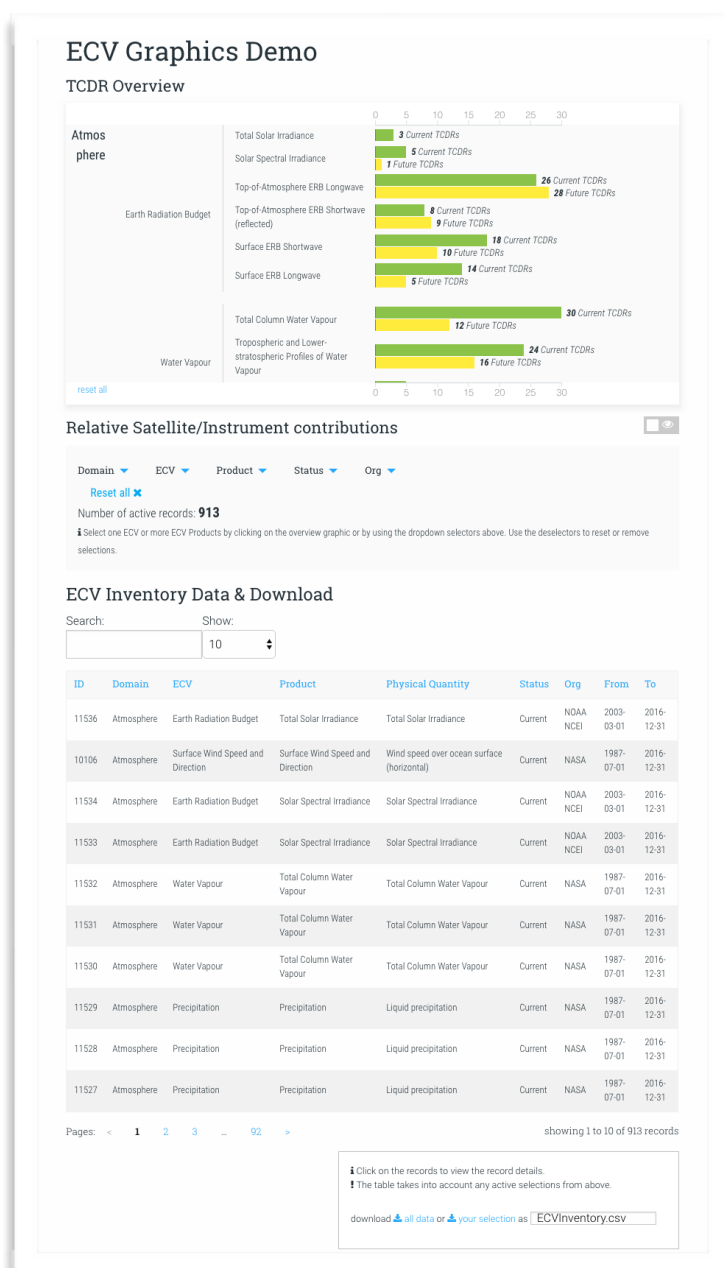 ECV Graphics Demo
TCDR Overview
0 5 10 15 20 25 30
Atmos
phere
Earth Radiation Budget
Total Solar Irradiance
3 Current TCDRs
Solar Spectral Irradiance
5 Current TCDRs
1 Future TCDRs
Top-of-Atmosphere ERB Longwave
26 Current TCDRs
28 Future TCDRs
Top-of-Atmosphere ERB Shortwave
(reflected)
8 Current TCDRs
9 Future TCDRs
Surface ERB Shortwave
18 Current TCDRs
10 Future TCDRs
Surface ERB Longwave
14 Current TCDRs
5 Future TCDRs
Water Vapour
Total Column Water Vapour
30 Current TCDRs
12 Future TCDRs
Tropospheric and Lower-
stratospheric Profiles of Water
Vapour
24 Current TCDRs
16 Future TCDRs
reset all
0 5 10 15 20 25 30
Relative Satellite/Instrument contributions
Domain ECV Product Status Org
Reset all ✖
Number of active records: 913
i Select one ECV or more ECV Products by clicking on the overview graphic or by using the dropdown selectors above. Use the deselectors to reset or remove
selections.
ECV Inventory Data & Download
Search: Show:
10
ID Domain ECV Product Physical Quantity Status Org From To
11536 Atmosphere Earth Radiation Budget Total Solar Irradiance Total Solar Irradiance Current NOAA NCEI 2003-03-01 2016-12-31
10106 Atmosphere Surface Wind Speed and Direction Surface Wind Speed and Direction Wind speed over ocean surface (horizontal) Current NASA 1987-07-01 2016-12-31
11534 Atmosphere Earth Radiation Budget Solar Spectral Irradiance Solar Spectral Irradiance Current NOAA NCEI 2003-03-01 2016-12-31
11533 Atmosphere Earth Radiation Budget Solar Spectral Irradiance Solar Spectral Irradiance Current NOAA NCEI 2003-03-01 2016-12-31
11532 Atmosphere Water Vapour Total Column Water Vapour Total Column Water Vapour Current NASA 1987-07-01 2016-12-31
11531 Atmosphere Water Vapour Total Column Water Vapour Total Column Water Vapour Current NASA 1987-07-01 2016-12-31
11530 Atmosphere Water Vapour Total Column Water Vapour Total Column Water Vapour Current NASA 1987-07-01 2016-12-31
11529 Atmosphere Precipitation Precipitation Liquid precipitation Current NASA 1987-07-01 2016-12-31
11528 Atmosphere Precipitation Precipitation Liquid precipitation Current NASA 1987-07-01 2016-12-31
11527 Atmosphere Precipitation Precipitation Liquid precipitation Current NASA 1987-07-01 2016-12-31
Pages: < 1 2 3 ... 92 > showing 1 to 10 of 913 records
i Click on the records to view the record details.
! The table takes into account any active selections from above.
download all data or your selection as ECVInventory.csv